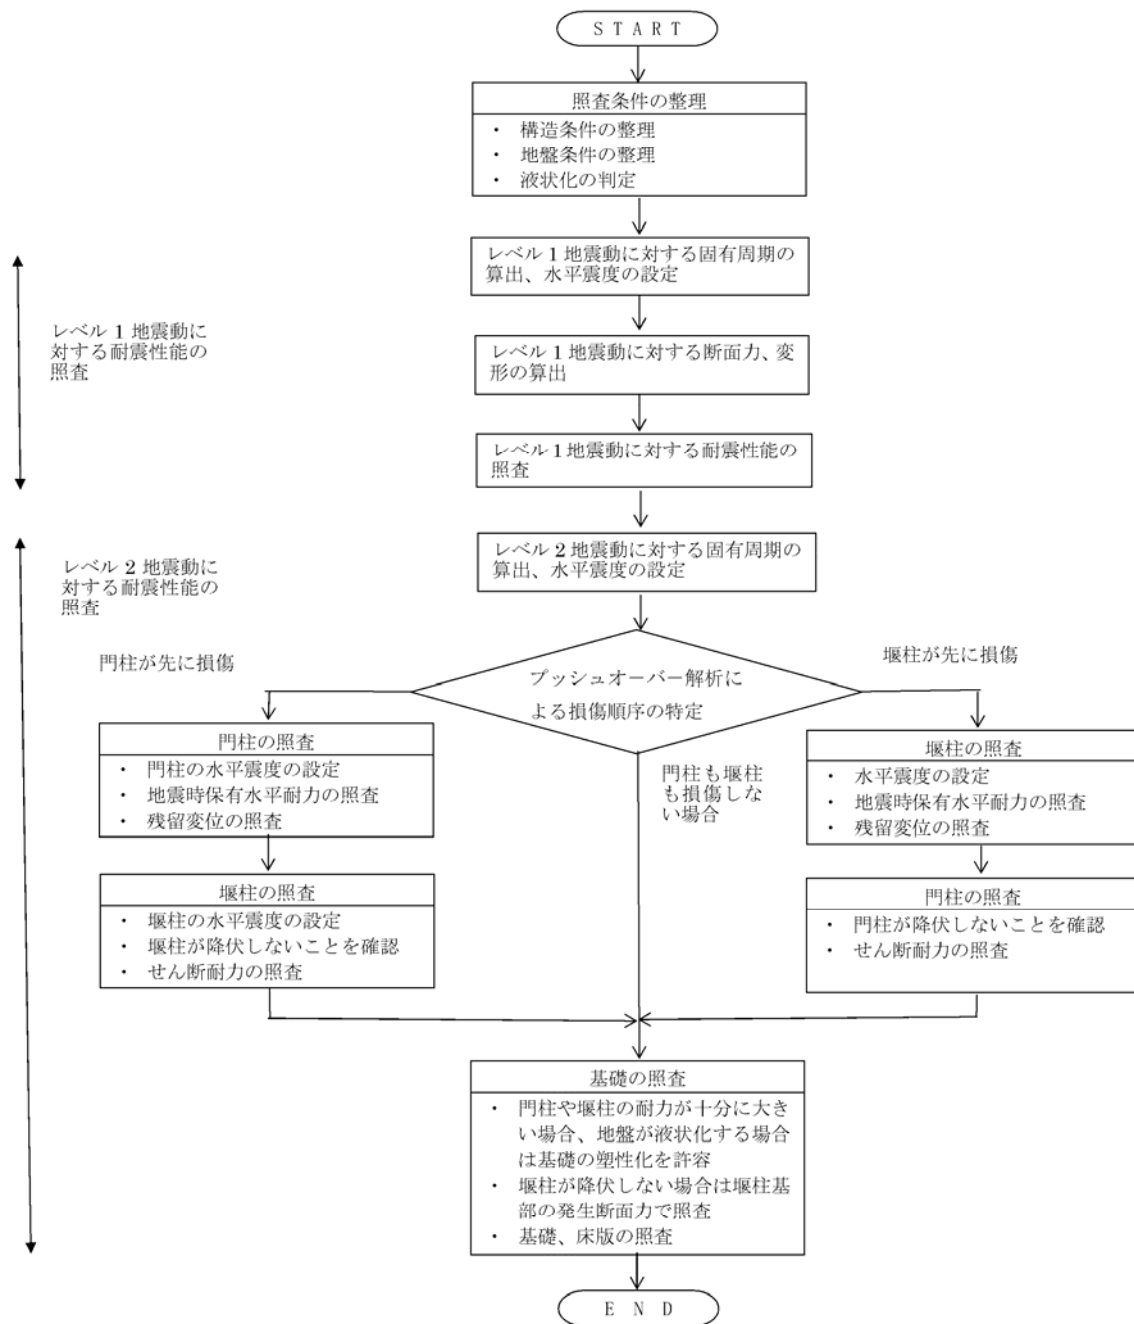 ＳＴＡＲＴ
照査条件の整理
・ 構造条件の整理
・ 地盤条件の整理
・ 液状化の判定
レベル 1 地震動に対する固有周期の
算出、水平震度の設定
レベル 1 地震動に
対する耐震性能の
照査
レベル 1 地震動に対する断面力、変
形の算出
レベル 1 地震動に対する耐震性能の
照査
レベル 2 地震動に対する固有周期の
算出、水平震度の設定
レベル 2 地震動に
対する耐震性能の
照査
門柱が先に損傷
プッシュオーバー解析に
よる損傷順序の特定
堰柱が先に損傷
門柱の照査
・ 門柱の水平震度の設定
・ 地震時保有水平耐力の照査
・ 残留変位の照査
門柱も堰柱
も損傷しな
い場合
堰柱の照査
・ 水平震度の設定
・ 地震時保有水平耐力の照査
・ 残留変位の照査
堰柱の照査
・ 堰柱の水平震度の設定
・ 堰柱が降伏しないことを確認
・ せん断耐力の照査
門柱の照査
・ 門柱が降伏しないことを確認
・ せん断耐力の照査
基礎の照査
・ 門柱や堰柱の耐力が十分に大き
い場合、地盤が液状化する場合
は基礎の塑性化を許容
・ 堰柱が降伏しない場合は堰柱基
部の発生断面力で照査
・ 基礎、床版の照査
ＥＮＤ